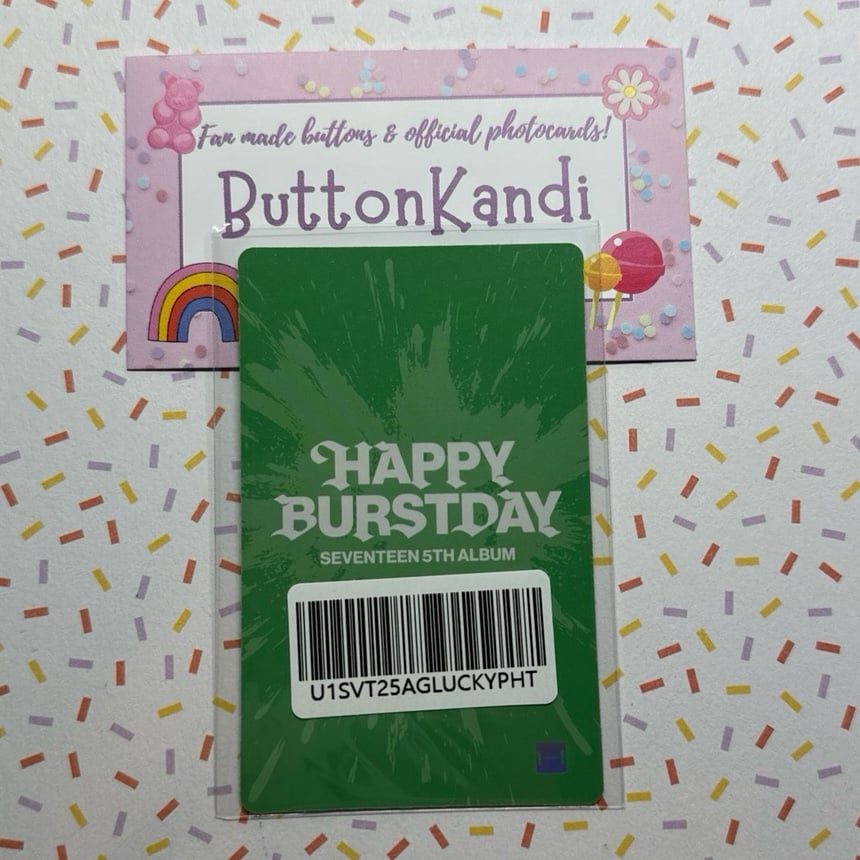 Fan made buttons & official photocards!
ButtonKandi
HAPPY
BURSTDAY
SEVENTEEN 5TH ALBUM
U1SVT25AGLUCKYPHT